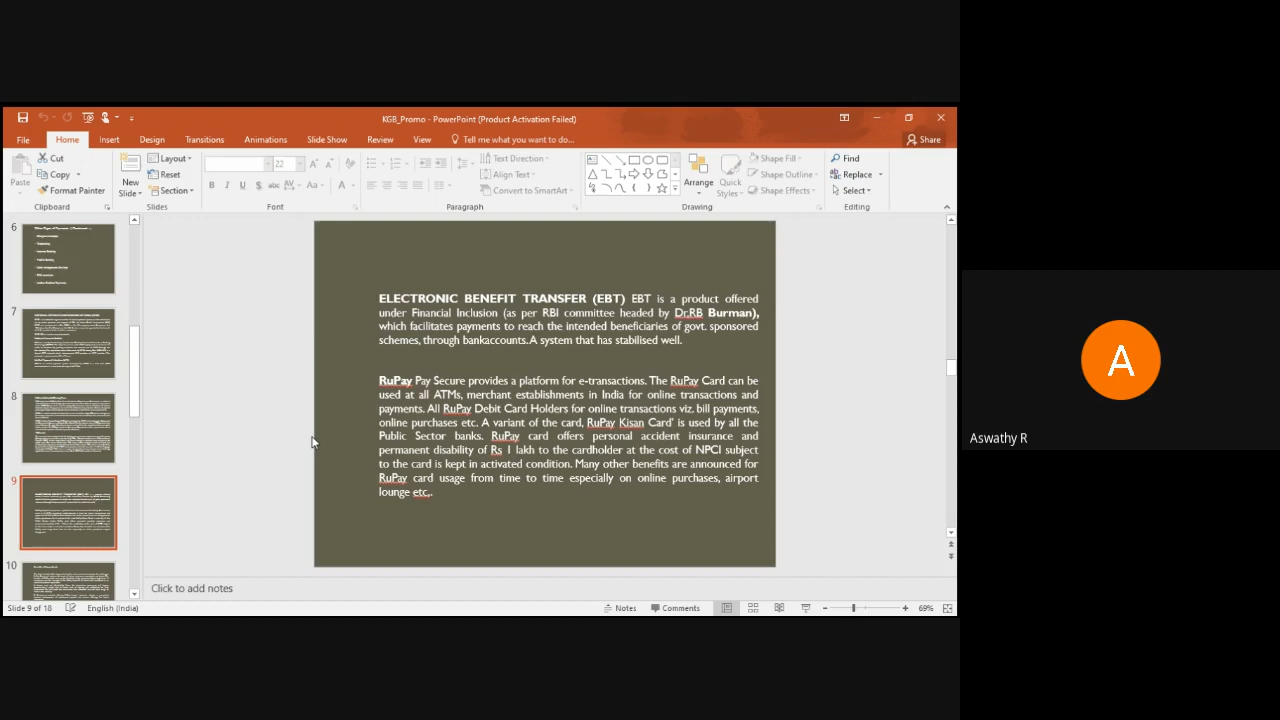 KGB_Promo - PowerPoint (Product Activation Failed)
File Home Insert Design Transitions Animations Slide Show Review View Tell me what you want to do... Share
Paste
Cut
Copy
Format Painter
Clipboard
New Slide
Layout
Reset
Section
Slides
22
B I U S abc AV Aa A
Font
Text Direction
Align Text
Convert to SmartArt
Paragraph
Arrange
Quick Styles
Shape Fill
Shape Outline
Shape Effects
Drawing
Find
Replace
Select
Editing
6
7
8
9
10
ELECTRONIC BENEFIT TRANSFER (EBT) EBT is a product offered
under Financial Inclusion (as per RBI committee headed by Dr.RB Burman),
which facilitates payments to reach the intended beneficiaries of govt. sponsored
schemes, through bankaccounts. A system that has stabilised well.
RuPay Pay Secure provides a platform for e-transactions. The RuPay Card can be
used at all ATMs, merchant establishments in India for online transactions and
payments. All RuPay Debit Card Holders for online transactions viz. bill payments,
online purchases etc. A variant of the card, RuPay Kisan Card' is used by all the
Public Sector banks. RuPay card offers personal accident insurance and
permanent disability of Rs 1 lakh to the cardholder at the cost of NPCI subject
to the card is kept in activated condition. Many other benefits are announced for
RuPay card usage from time to time especially on online purchases, airport
lounge etc,.
Click to add notes
Slide 9 of 18 English (India) Notes Comments 69%
A
Aswathy R